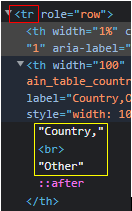 <tr role="row">
<th width="1%" c
"1" aria-label="
<th width="100"
ain_table_countr
label="Country,O
style="width: 10
"Country,"
<br>
"Other"
::after